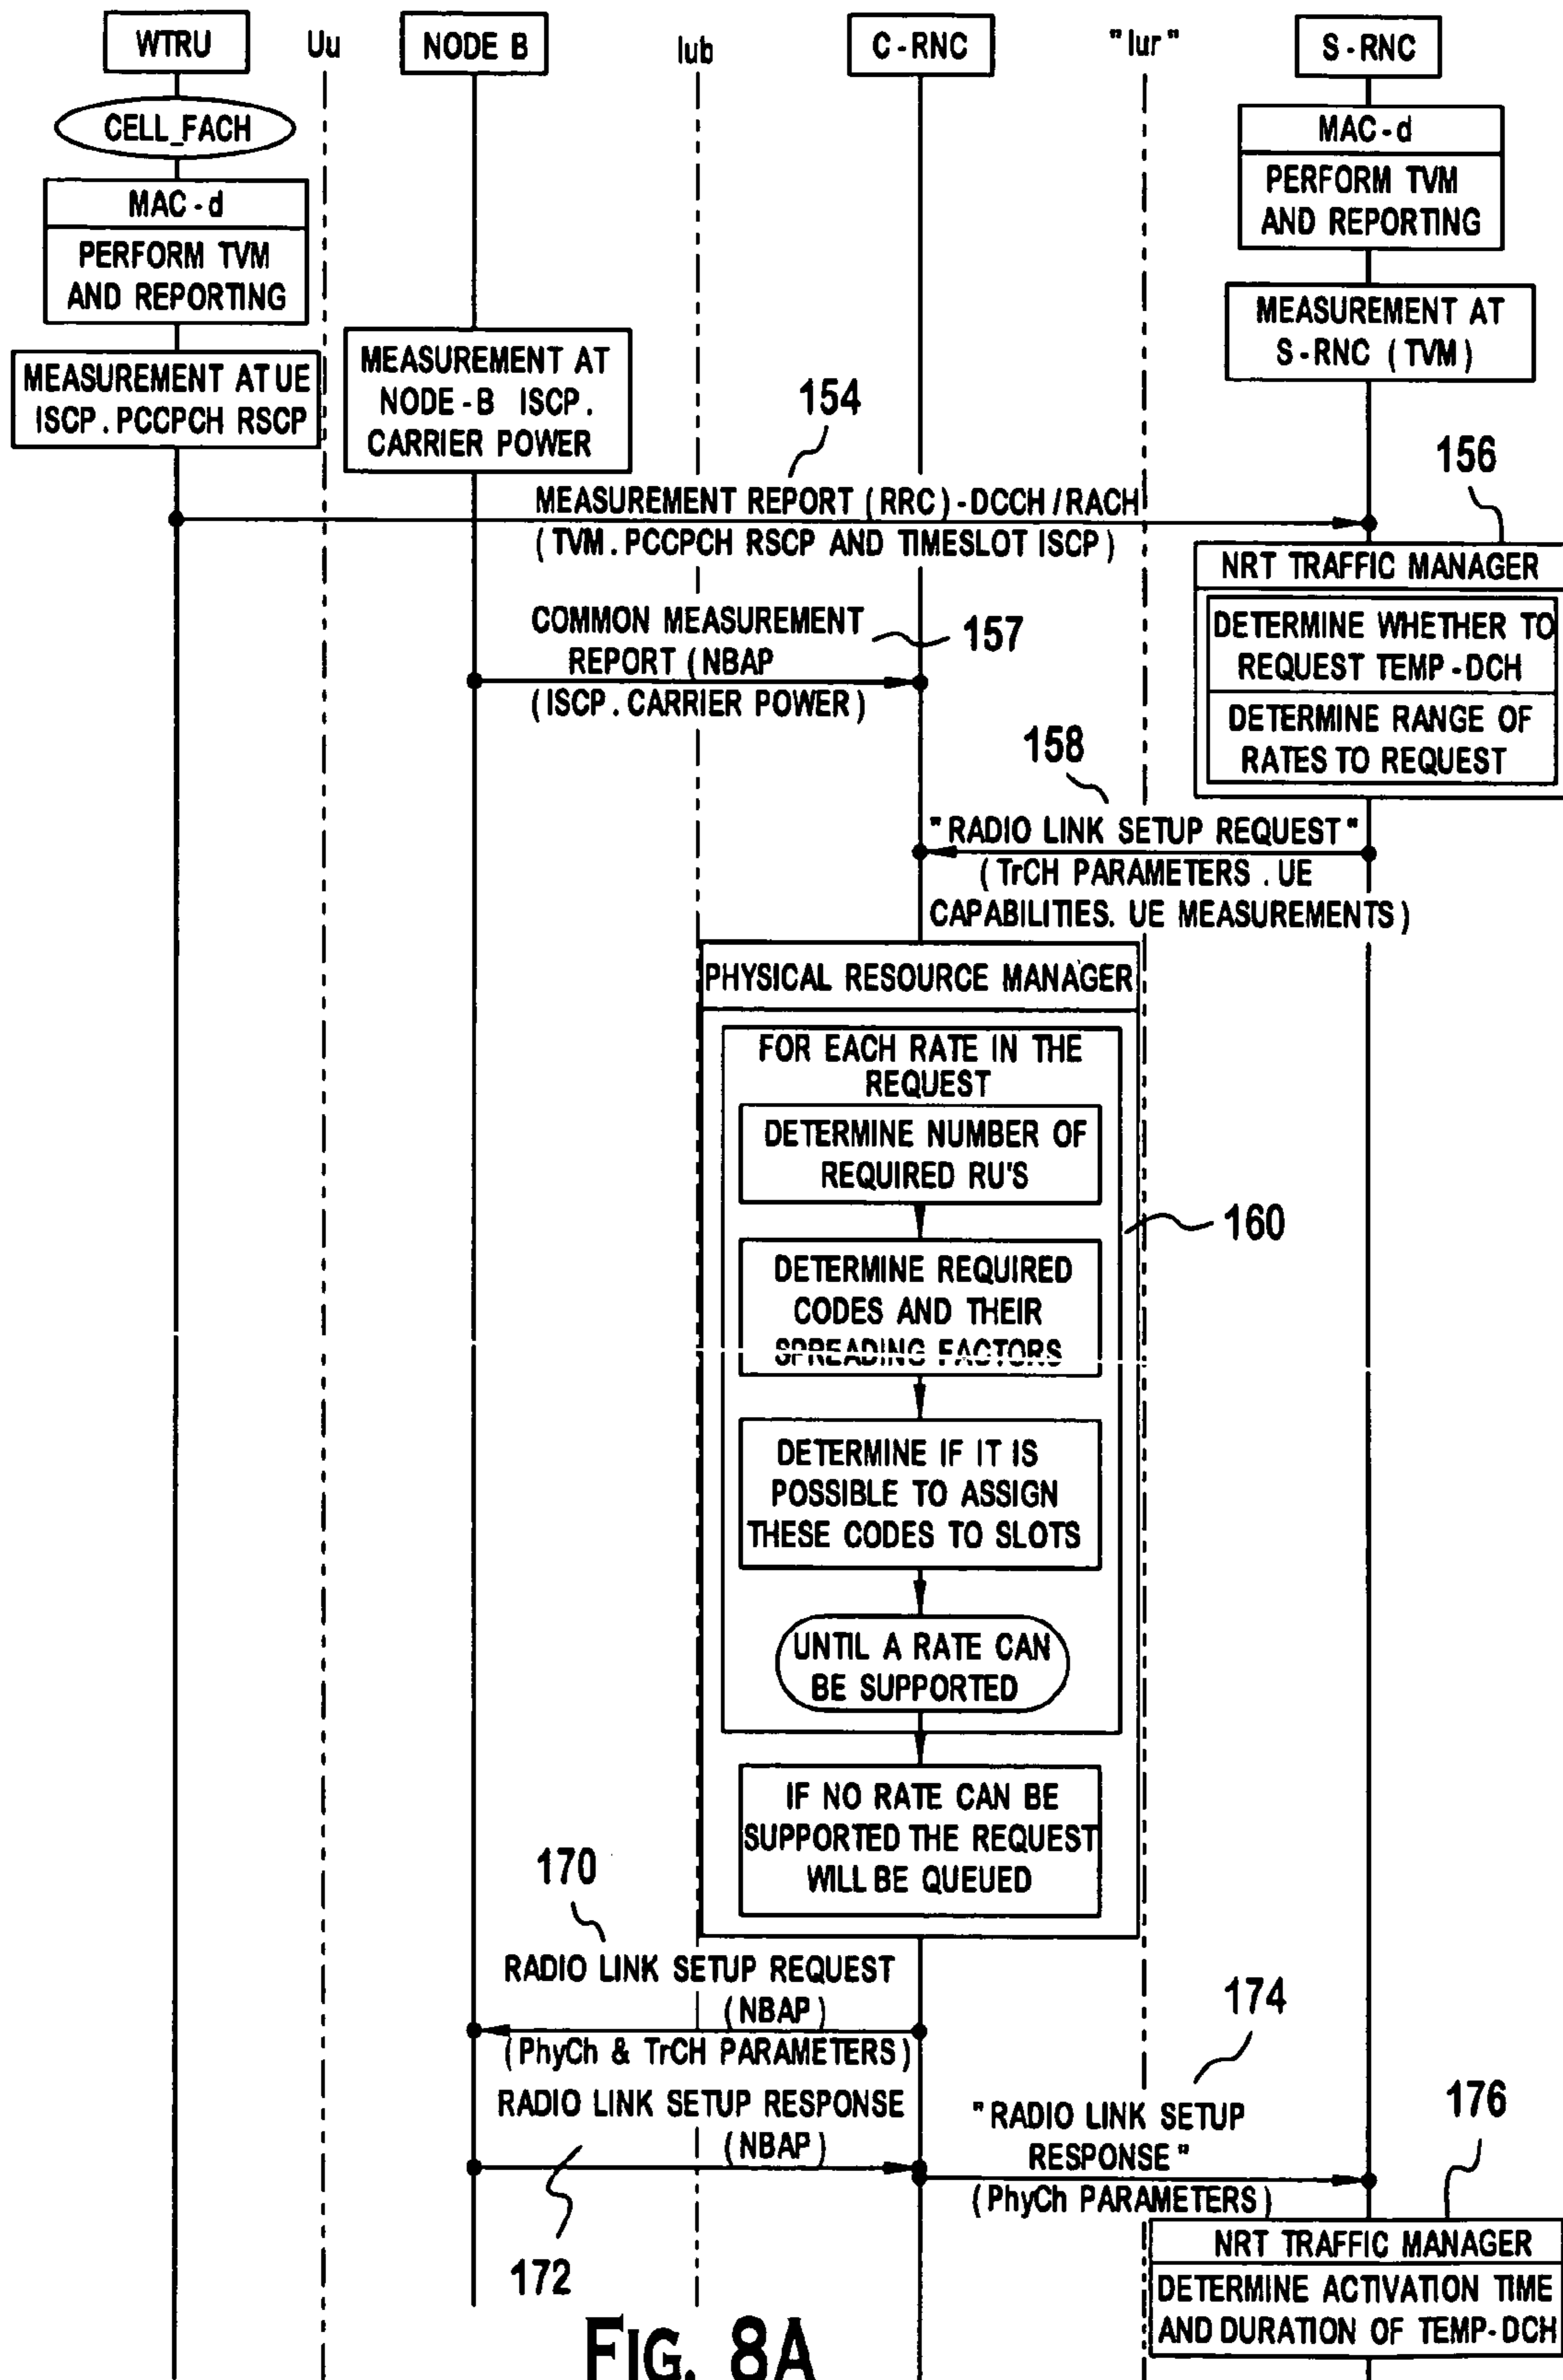 WTRU
Uu
NODE B
Iub
C-RNC
"Iur"
S-RNC
CELL_FACH
MAC-d
PERFORM TVM
AND REPORTING
MAC-d
PERFORM TVM
AND REPORTING
MEASUREMENT AT UE
ISCP. PCCPCH RSCP
MEASUREMENT AT
NODE-B ISCP.
CARRIER POWER
MEASUREMENT AT
S-RNC (TVM)
154
MEASUREMENT REPORT (RRC)-DCCH/RACH
(TVM. PCCPCH RSCP AND TIMESLOT ISCP)
156
NRT TRAFFIC MANAGER
DETERMINE WHETHER TO
REQUEST TEMP-DCH
DETERMINE RANGE OF
RATES TO REQUEST
COMMON MEASUREMENT
REPORT (NBAP
(ISCP. CARRIER POWER)
157
158
"RADIO LINK SETUP REQUEST"
(TrCH PARAMETERS. UE
CAPABILITIES. UE MEASUREMENTS)
PHYSICAL RESOURCE MANAGER
FOR EACH RATE IN THE
REQUEST
DETERMINE NUMBER OF
REQUIRED RU'S
160
DETERMINE REQUIRED
CODES AND THEIR
SPREADING FACTORS
DETERMINE IF IT IS
POSSIBLE TO ASSIGN
THESE CODES TO SLOTS
UNTIL A RATE CAN
BE SUPPORTED
IF NO RATE CAN BE
SUPPORTED THE REQUEST
WILL BE QUEUED
170
RADIO LINK SETUP REQUEST
(NBAP)
(PhyCh & TrCH PARAMETERS)
RADIO LINK SETUP RESPONSE
(NBAP)
172
174
"RADIO LINK SETUP
RESPONSE"
(PhyCh PARAMETERS)
176
NRT TRAFFIC MANAGER
DETERMINE ACTIVATION TIME
AND DURATION OF TEMP-DCH
FIG. 8A